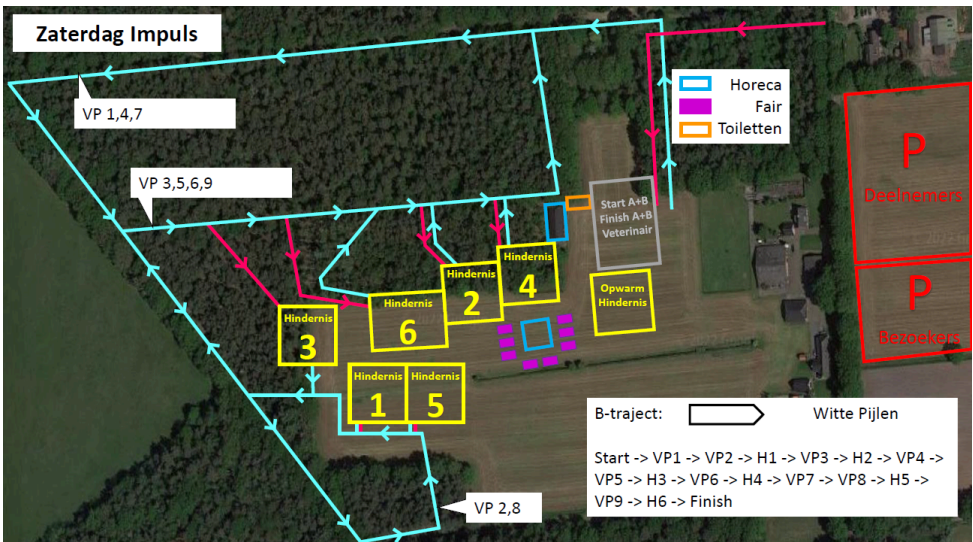 Zaterdag Impuls
VP 1,4,7
VP 3,5,6,9
Horeca
Fair
Toiletten
P
Deelnemers
P
Bezoekers
Start A+B
Finish A+B
Veterinair
Opwarm
Hindernis
Hindernis
4
Hindernis
2
Hindernis
6
Hindernis
3
Hindernis
1
Hindernis
5
VP 2,8
B-traject: Witte Pijlen
Start -> VP1 -> VP2 -> H1 -> VP3 -> H2 -> VP4 ->
VP5 -> H3 -> VP6 -> H4 -> VP7 -> VP8 -> H5 ->
VP9 -> H6 -> Finish